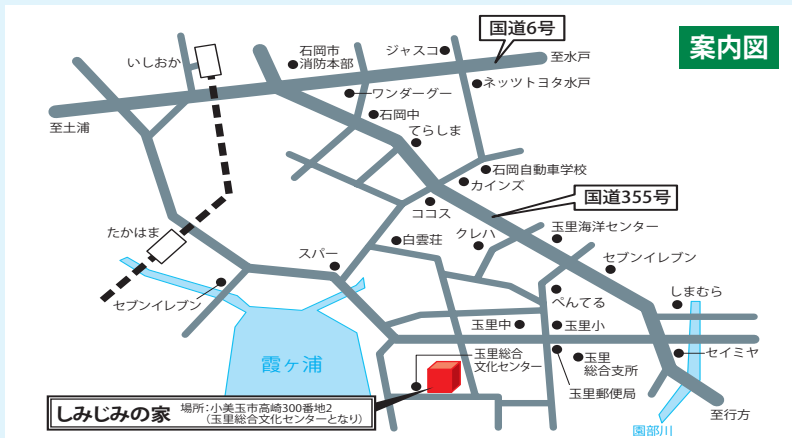 案内図
国道6号
いしおか
石岡市
消防本部
ジャスコ
至水戸
ワンダーグー
ネッツトヨタ水戸
至土浦
石岡中
てらしま
石岡自動車学校
カインズ
国道355号
ココス
たかはま
白雲荘
クレハ
玉里海洋センター
スパー
セブンイレブン
セブンイレブン
ぺんてる
しまむら
玉里中
玉里小
霞ヶ浦
玉里総合
文化センター
玉里
総合支所
セイミヤ
玉里郵便局
しみじみの家
場所：小美玉市高崎300番地2
（玉里総合文化センターとなり）
至行方
園部川